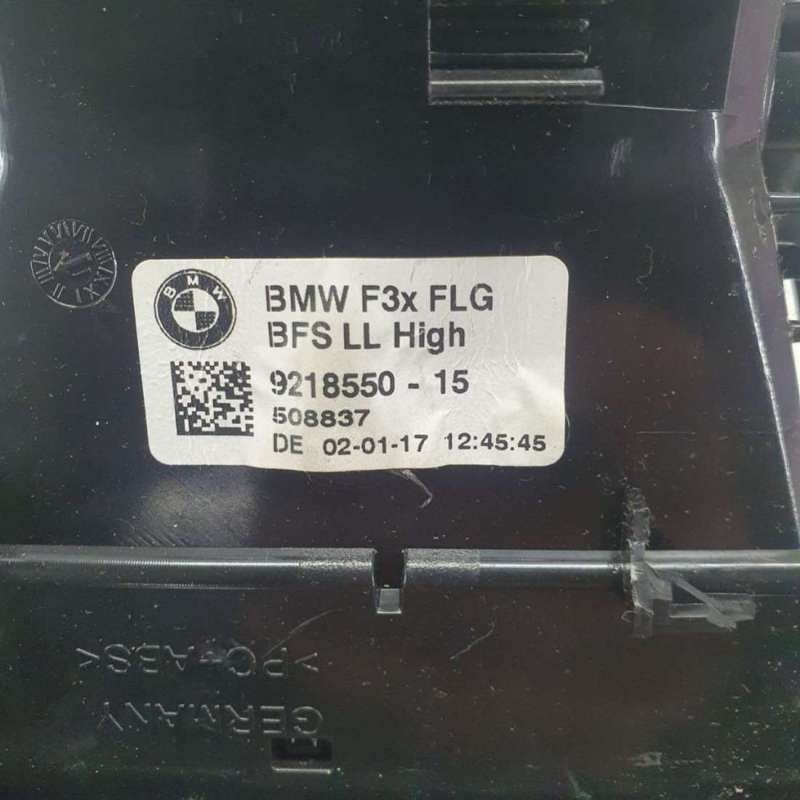 BMW
BMW F3x FLG
BFS LL High
9218550 - 15
508837
DE 02-01-17 12:45:45
>PC-ABS<
GERMANY